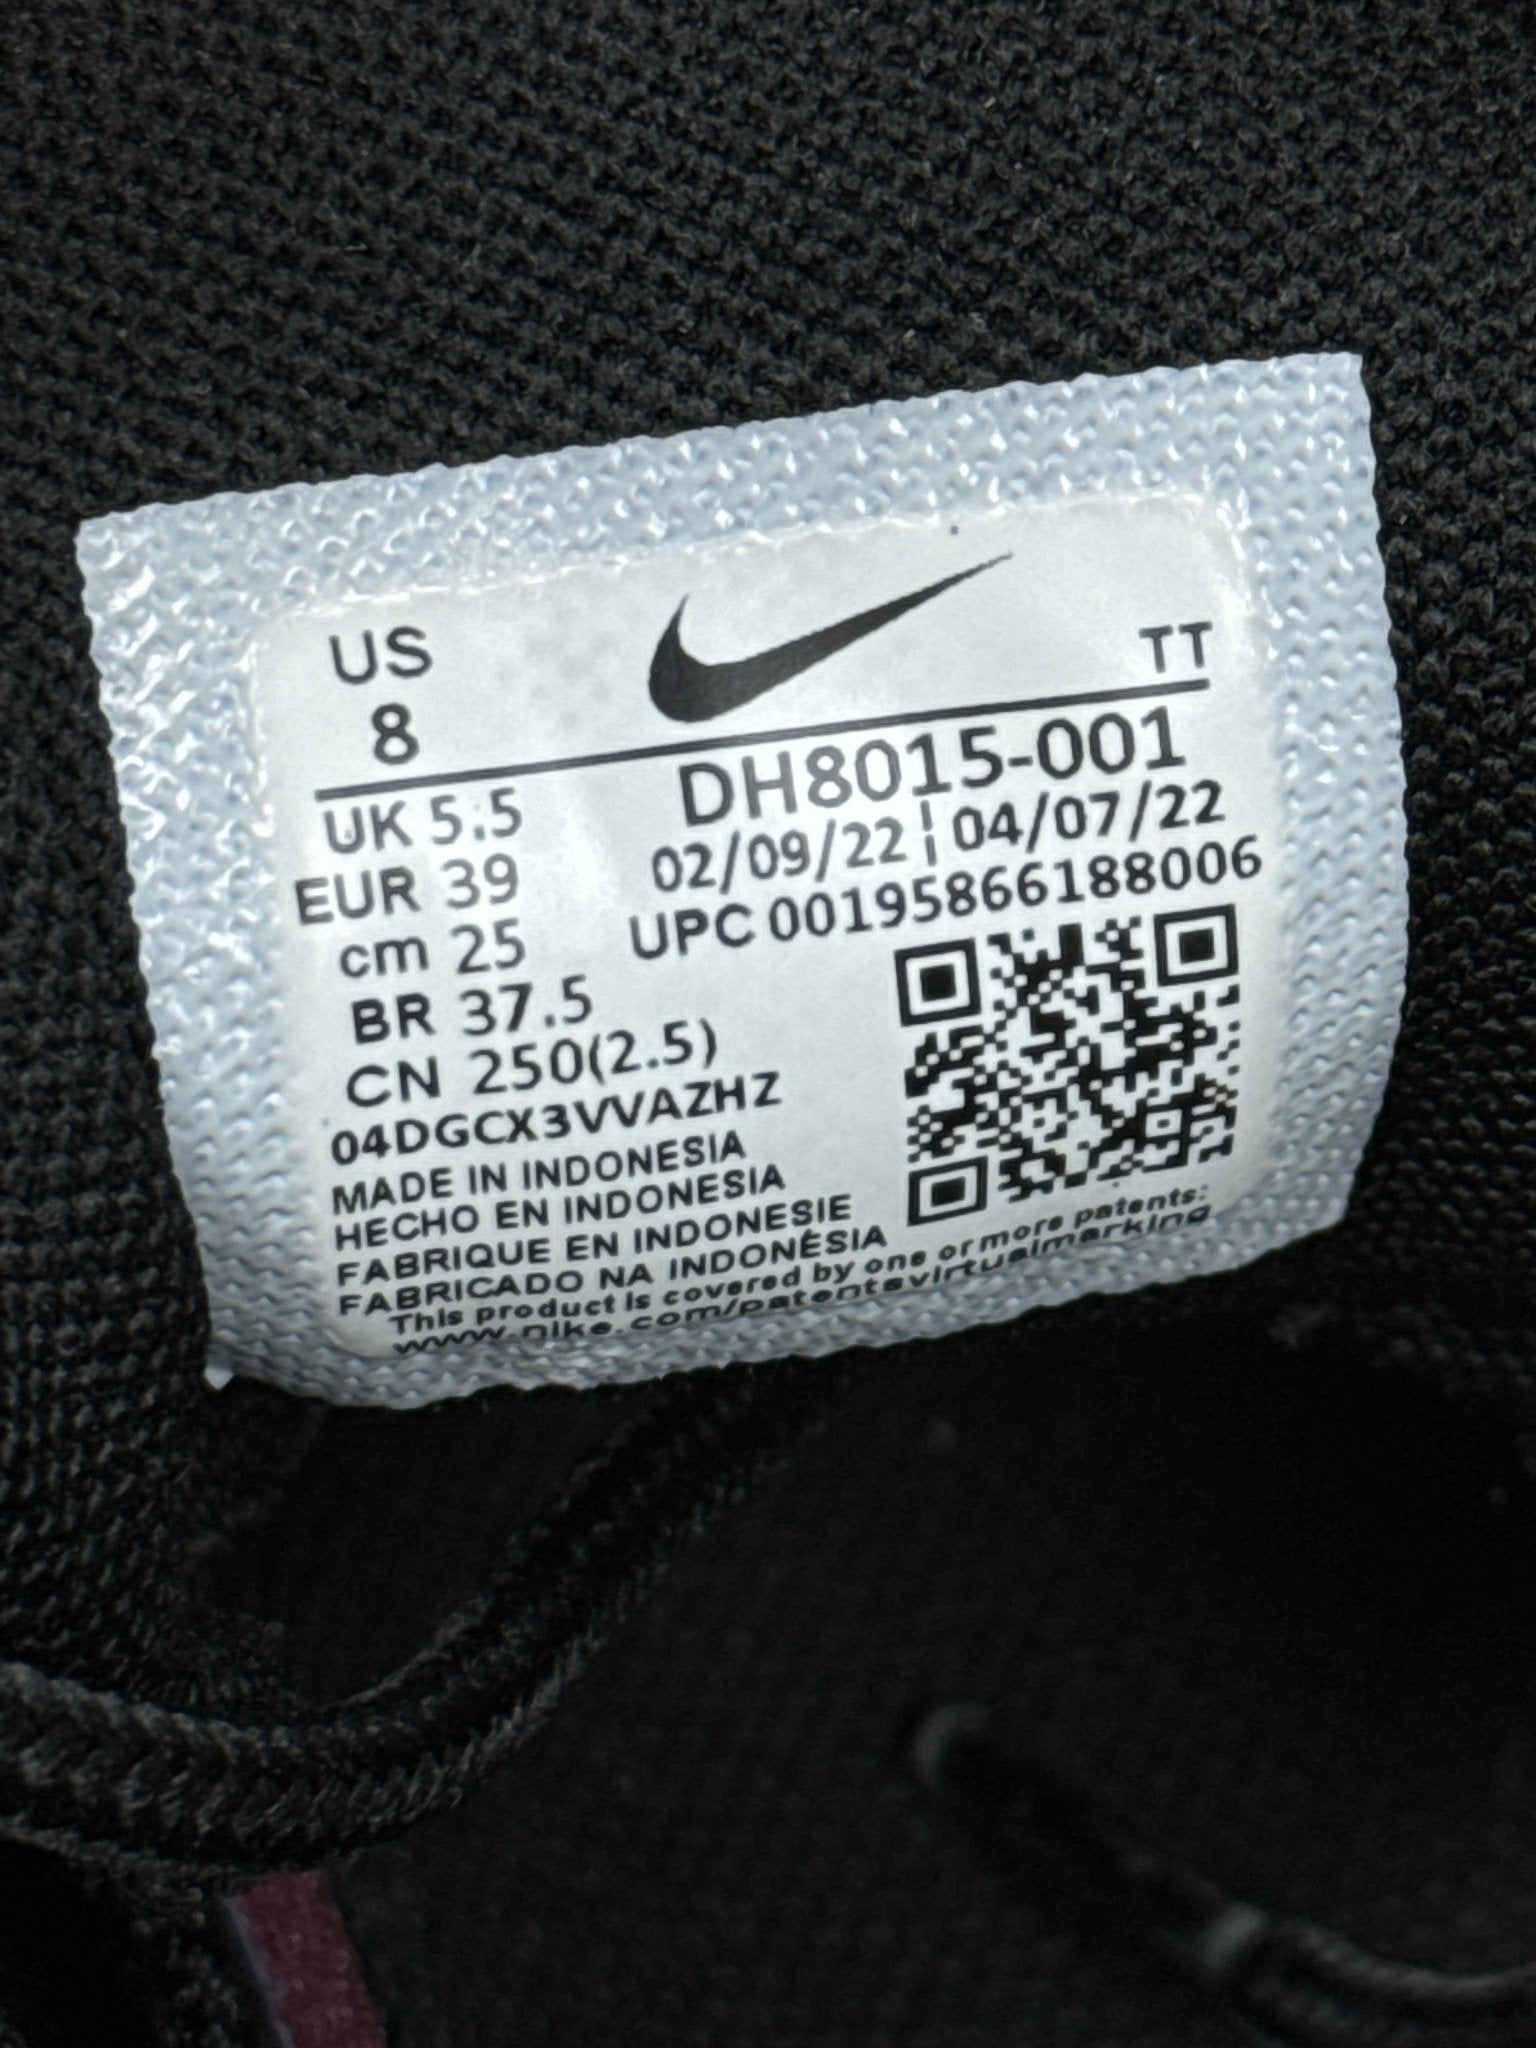 US
8
TT
UK 5.5
EUR 39
cm 25
BR 37.5
CN 250(2.5)
DH8015-001
02/09/22 ¦ 04/07/22
UPC 00195866188006
04DGCX3VVAZHZ
MADE IN INDONESIA
HECHO EN INDONESIA
FABRIQUE EN INDONESIE
FABRICADO NA INDONÉSIA
This product is covered by one or more patents:
www.nike.com/patentsvirtualmarking